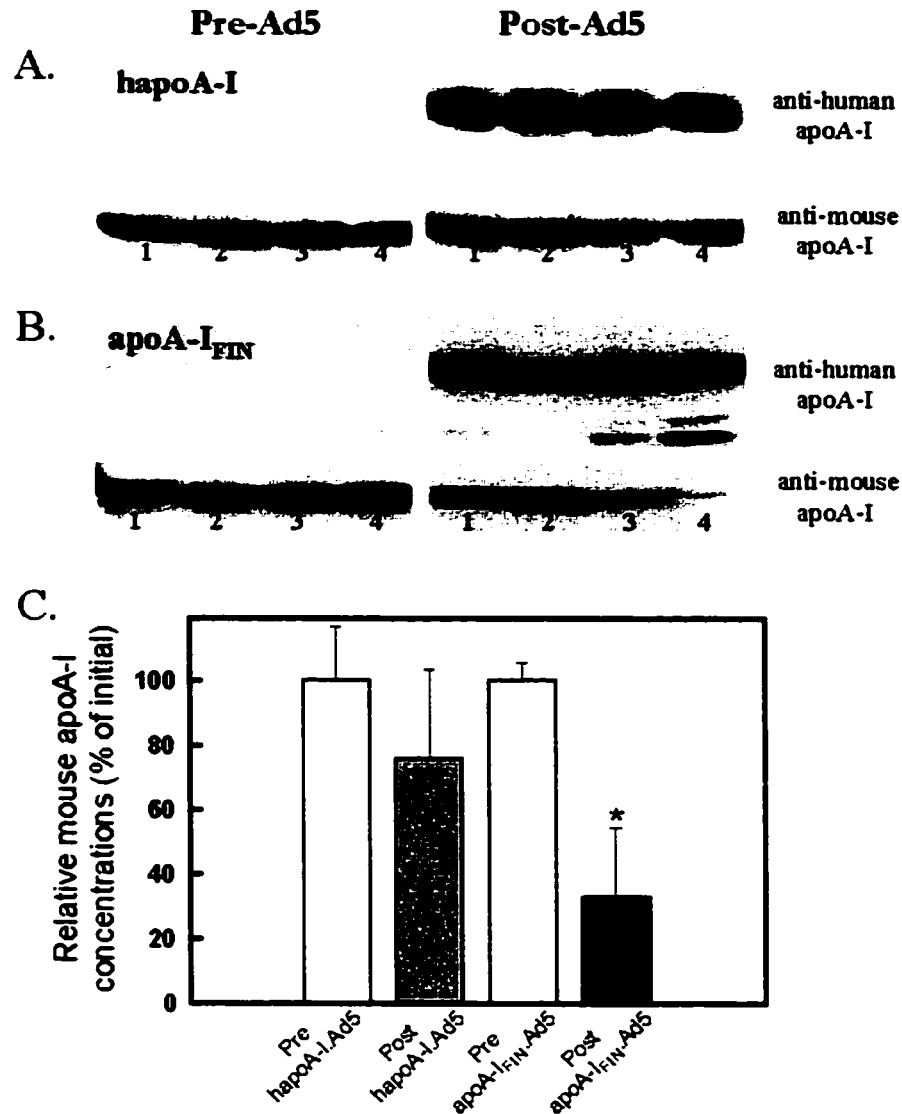 Pre-Ad5 Post-Ad5
A.
hapoA-I
anti-human
apoA-I
anti-mouse
apoA-I
1 2 3 4 1 2 3 4
B.
apoA-I_FIN
anti-human
apoA-I
anti-mouse
apoA-I
1 2 3 4 1 2 3 4
C.
Relative mouse apoA-I
concentrations (% of initial)
100
80
60
40
20
0
*
Pre
hapoA-I.Ad5
Post
hapoA-I.Ad5
Pre
apoA-I_FIN.Ad5
Post
apoA-I_FIN.Ad5